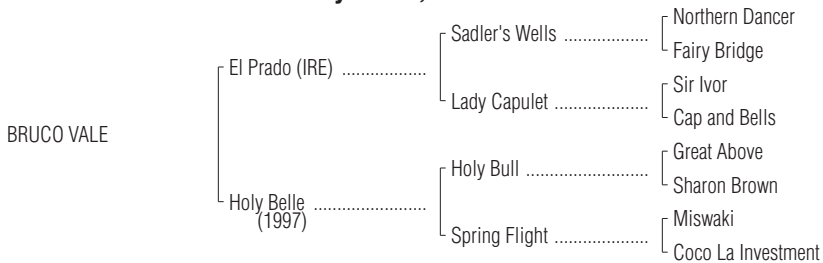 Northern Dancer
Sadler's Wells ...................
Fairy Bridge
El Prado (IRE) ...................
Sir Ivor
Lady Capulet .....................
Cap and Bells
BRUCO VALE
Great Above
Holy Bull ...........................
Sharon Brown
Holy Belle .........................
(1997)
Miswaki
Spring Flight .....................
Coco La Investment